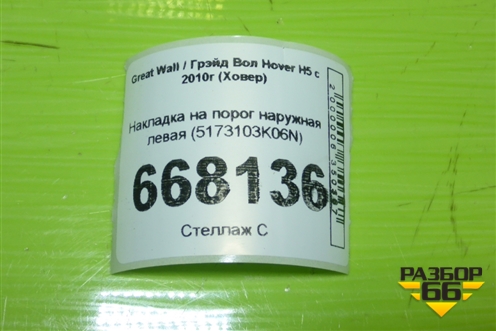 Great Wall / Грэйд Вол Hover H5 с
2010г (Ховер)
Накладка на порог наружная
левая (5173103K06N)
668136
Стеллаж С
РАЗБОР
66